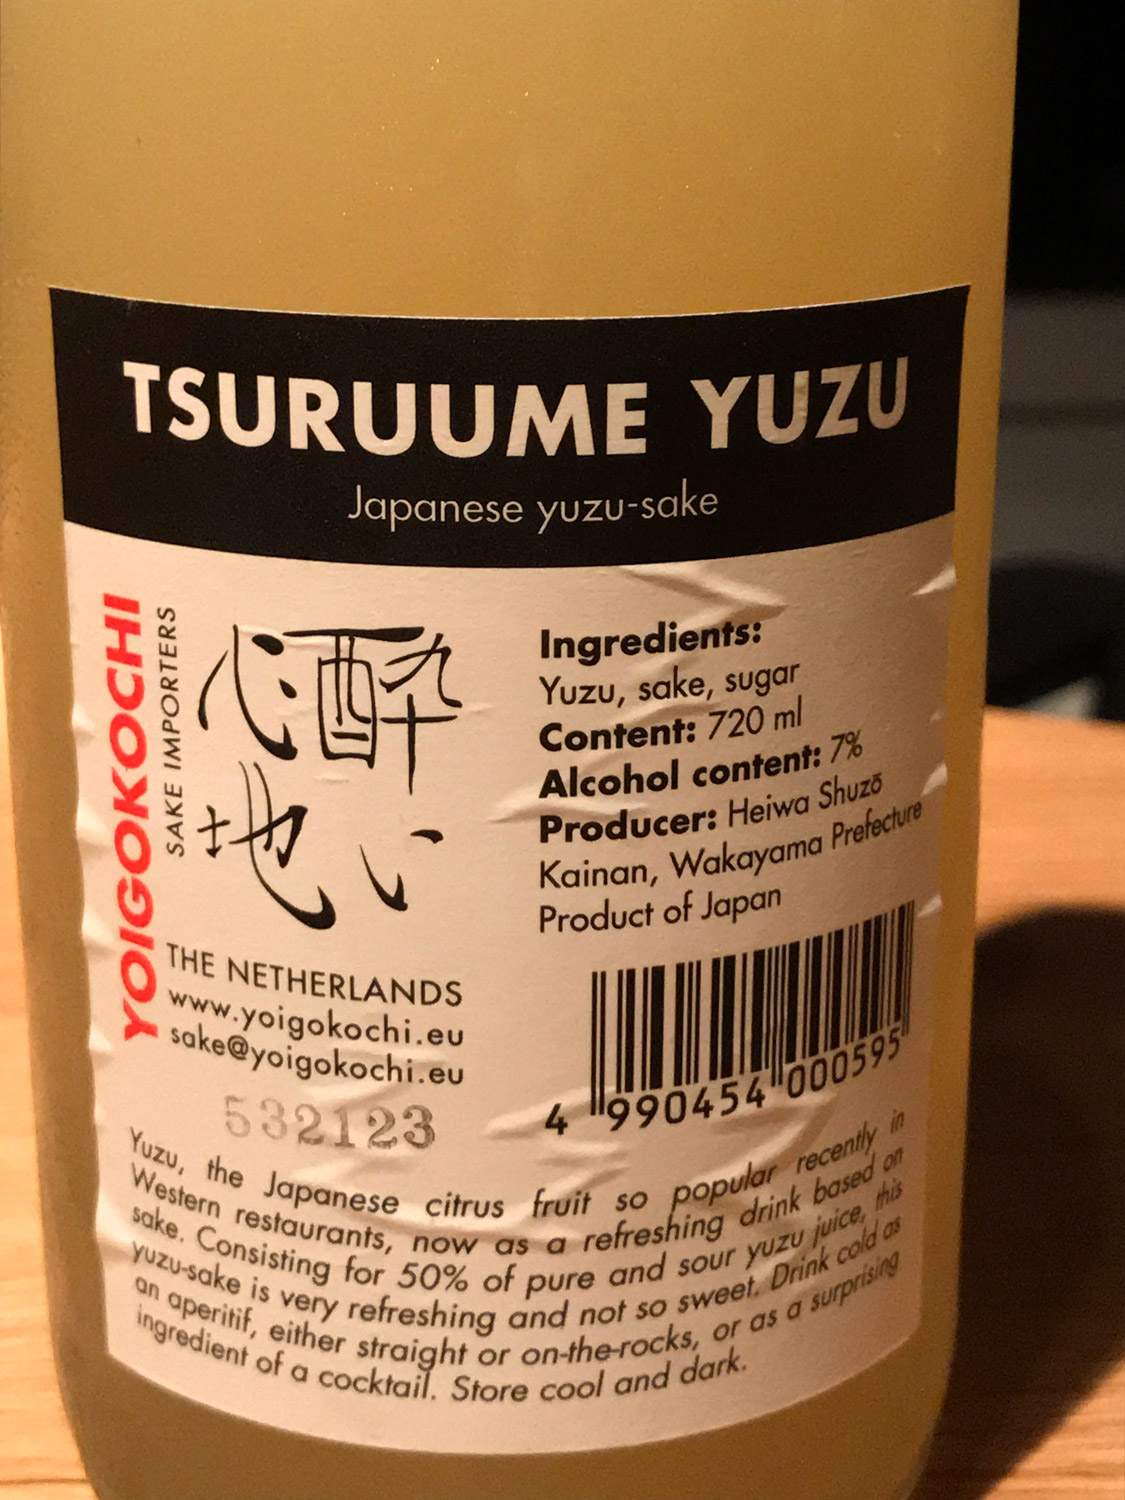 TSURUUME YUZU
Japanese yuzu-sake
YOIGOKOCHI
SAKE IMPORTERS
酔い
心地
THE NETHERLANDS
www.yoigokochi.eu
sake@yoigokochi.eu
532123
Ingredients:
Yuzu, sake, sugar
Content: 720 ml
Alcohol content: 7%
Producer: Heiwa Shuzō
Kainan, Wakayama Prefecture
Product of Japan
4 990454 000595
Yuzu, the Japanese citrus fruit so popular recently in
Western restaurants, now as a refreshing drink based on
sake. Consisting for 50% of pure and sour yuzu juice, this
yuzu-sake is very refreshing and not so sweet. Drink cold as
an aperitif, either straight or on-the-rocks, or as a surprising
ingredient of a cocktail. Store cool and dark.